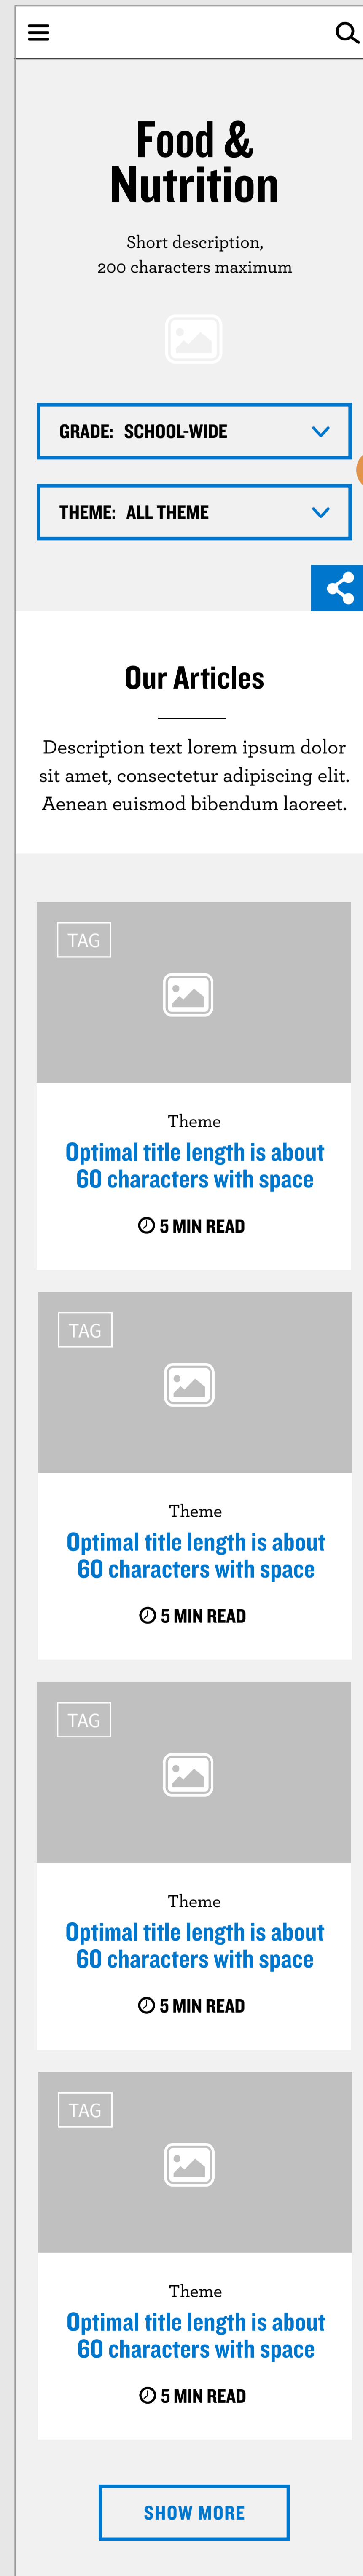 Food &
Nutrition
Short description,
200 characters maximum
GRADE: SCHOOL-WIDE
THEME: ALL THEME
Our Articles
Description text lorem ipsum dolor
sit amet, consectetur adipiscing elit.
Aenean euismod bibendum laoreet.
TAG
Theme
Optimal title length is about
60 characters with space
5 MIN READ
TAG
Theme
Optimal title length is about
60 characters with space
5 MIN READ
TAG
Theme
Optimal title length is about
60 characters with space
5 MIN READ
TAG
Theme
Optimal title length is about
60 characters with space
5 MIN READ
SHOW MORE